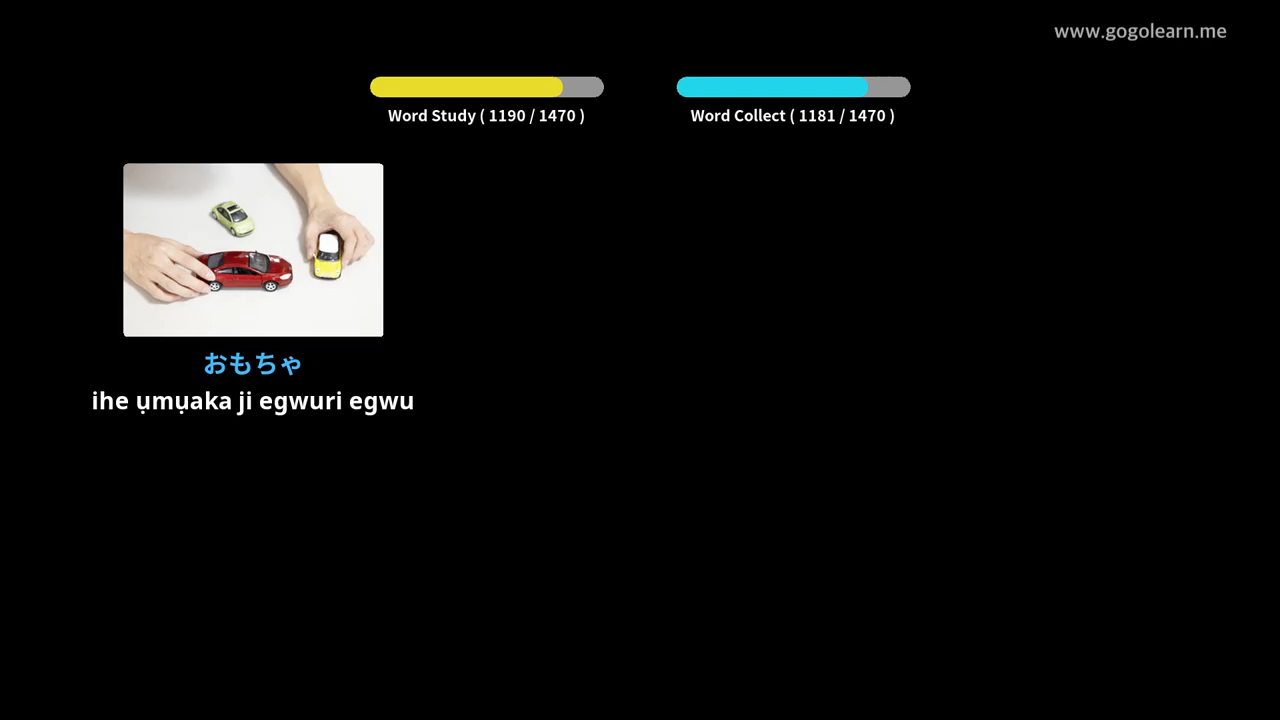 www.gogolearn.me
Word Study ( 1190 / 1470 )
Word Collect ( 1181 / 1470 )
おもちゃ
ihe ụmụaka ji egwuri egwu